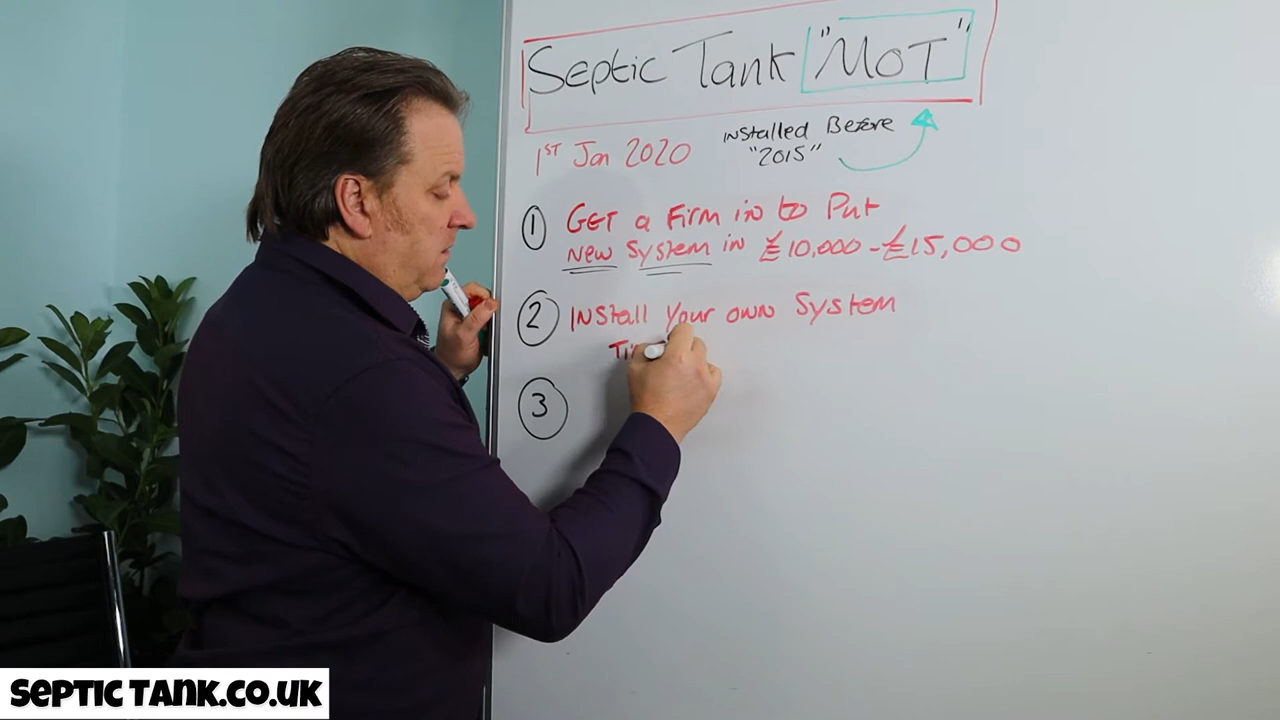 Septic Tank "MOT"
1ST Jan 2020
installed Before
"2015"
1 GET a Firm in to Put
New System in £10,000 - £15,000
2 INStall Your own System
3
SEPTIC TANK.CO.UK